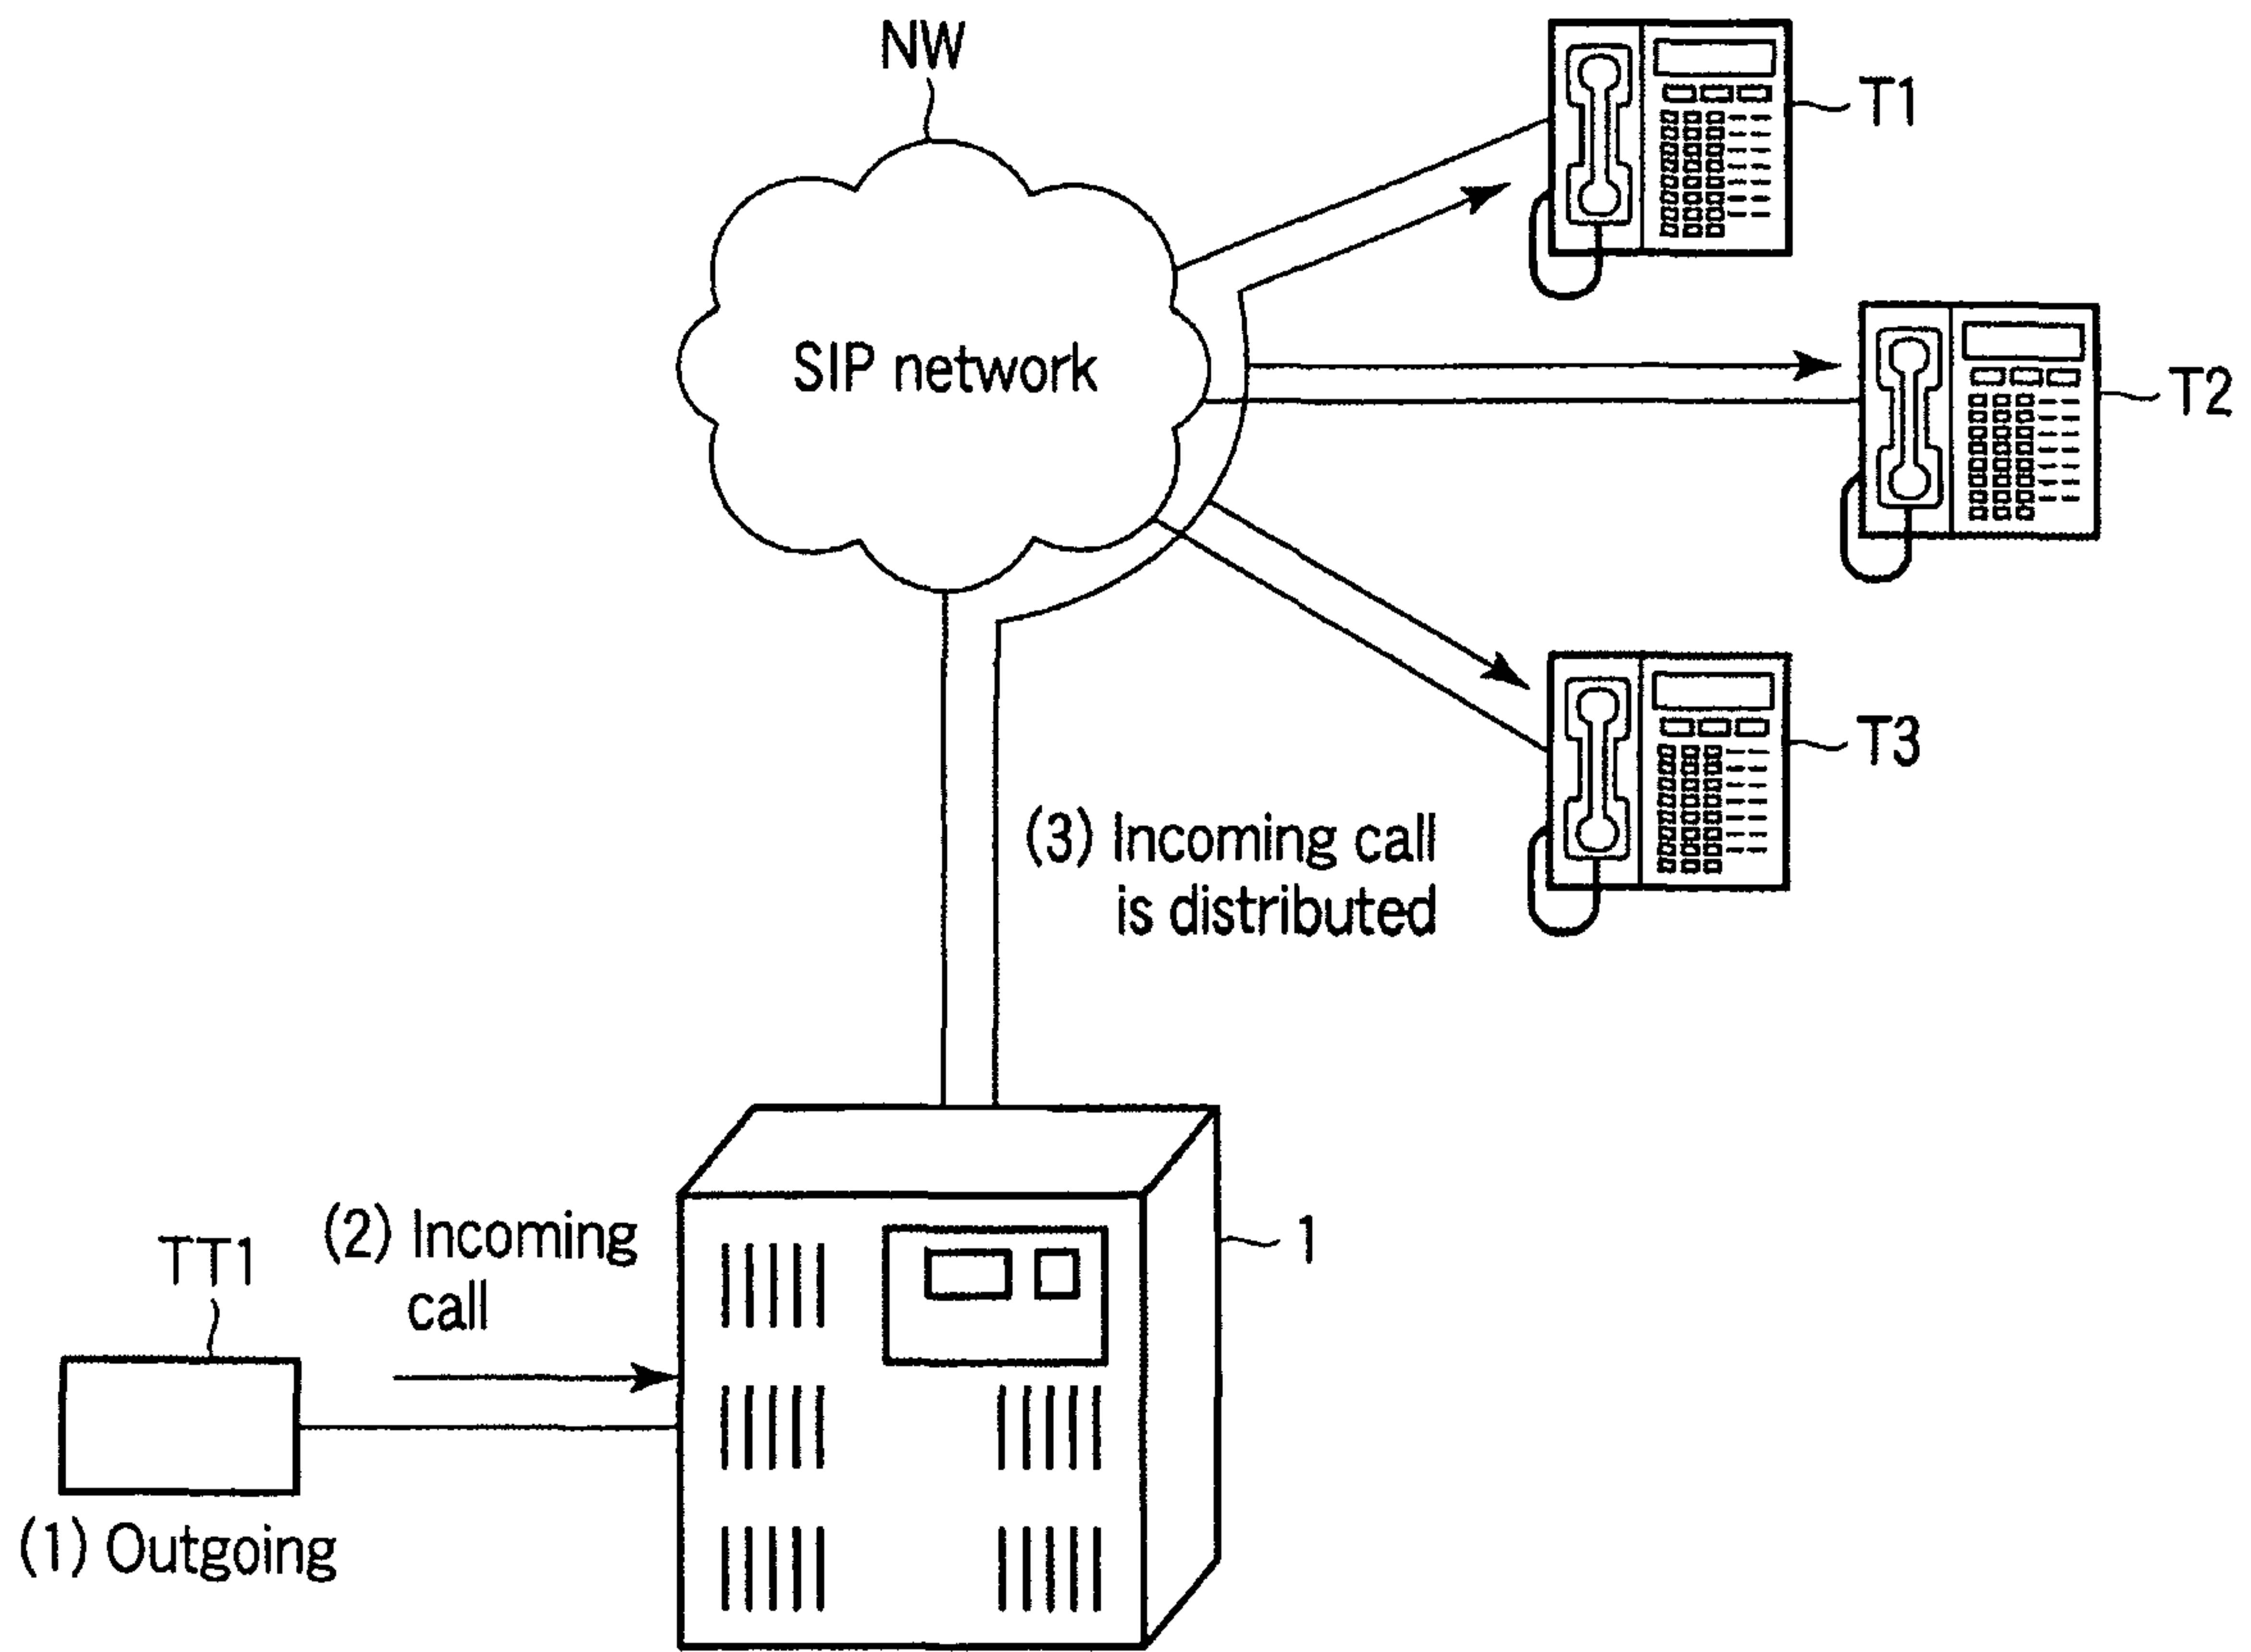 NW
T1
SIP network
T2
T3
(3) Incoming call
is distributed
(2) Incoming
call
TT1
1
(1) Outgoing